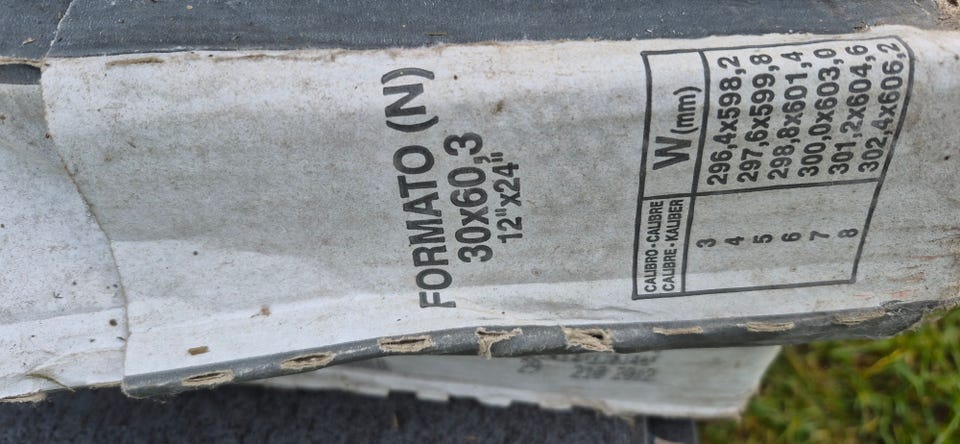 FORMATO (N)
30x60,3
12"x24"
CALIBRO-CALIBRE
CALIBRE-KALIBER W (mm)
3 296,4x598,2
4 297,6x599,8
5 298,8x601,4
6 300,0x603,0
7 301,2x604,6
8 302,4x606,2